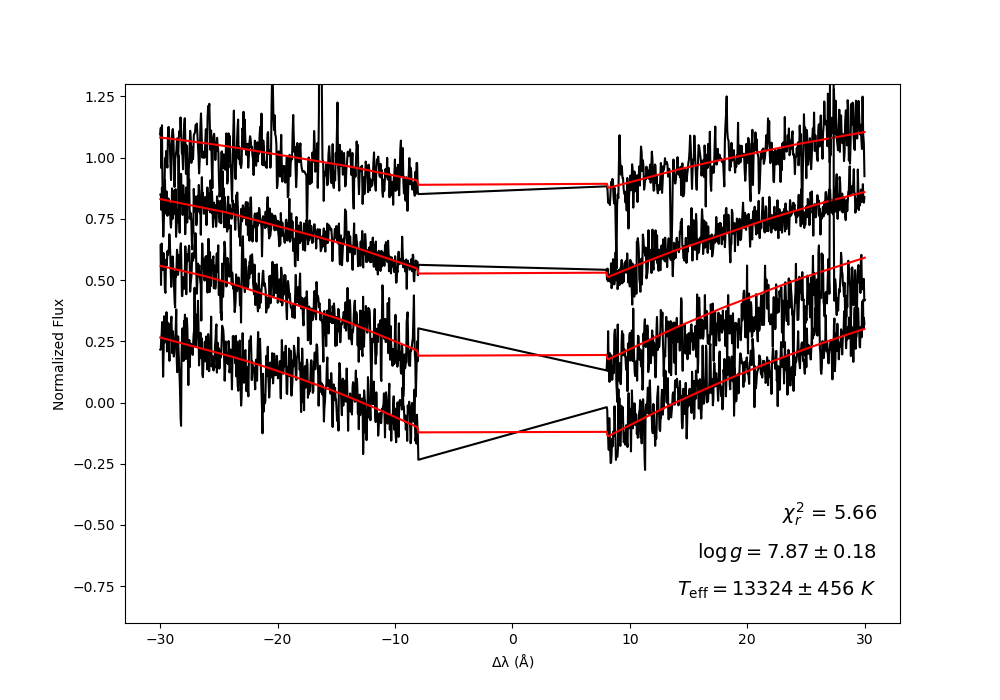 1.25
1.00
0.75
0.50
0.25
0.00
−0.25
−0.50
−0.75
Normalized Flux
χ²ᵣ = 5.66
log g = 7.87 ± 0.18
T_eff = 13324 ± 456 K
−30 −20 −10 0 10 20 30
Δλ (Å)